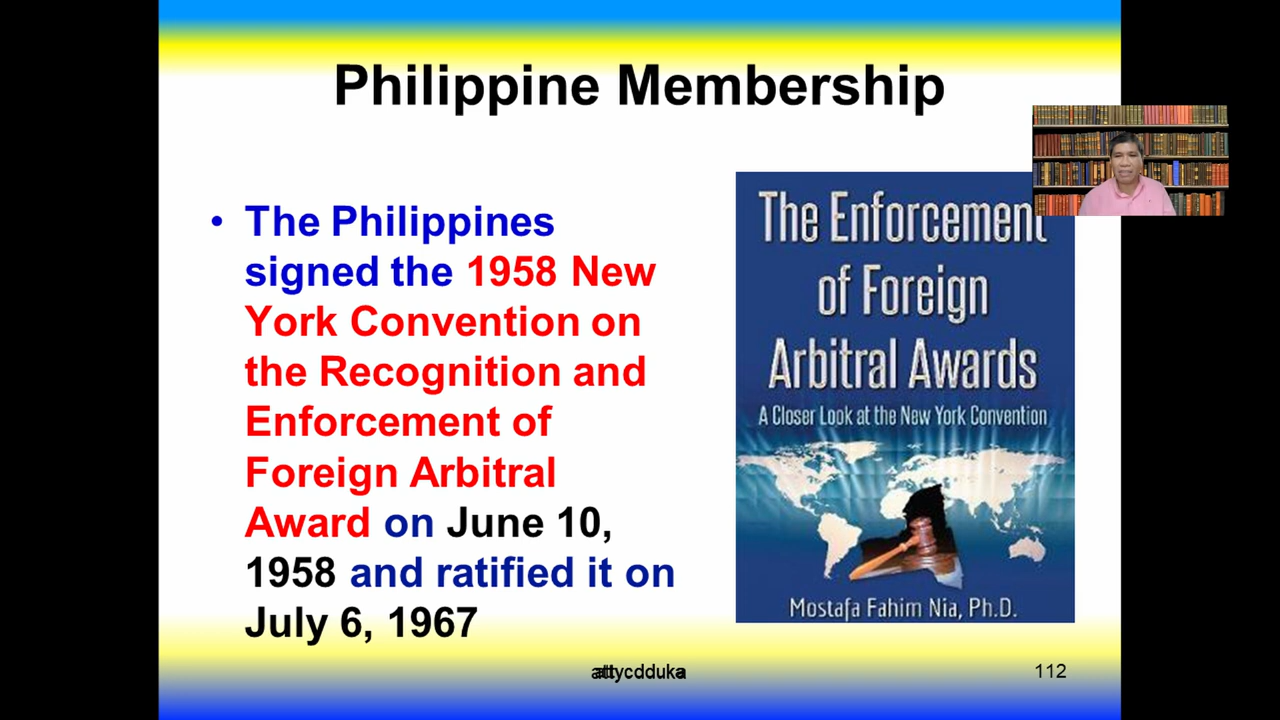 Philippine Membership
• The Philippines
signed the 1958 New
York Convention on
the Recognition and
Enforcement of
Foreign Arbitral
Award on June 10,
1958 and ratified it on
July 6, 1967
The Enforcement
of Foreign
Arbitral Awards
A Closer Look at the New York Convention
Mostafa Fahim Nia, Ph.D.
attycdduka
112